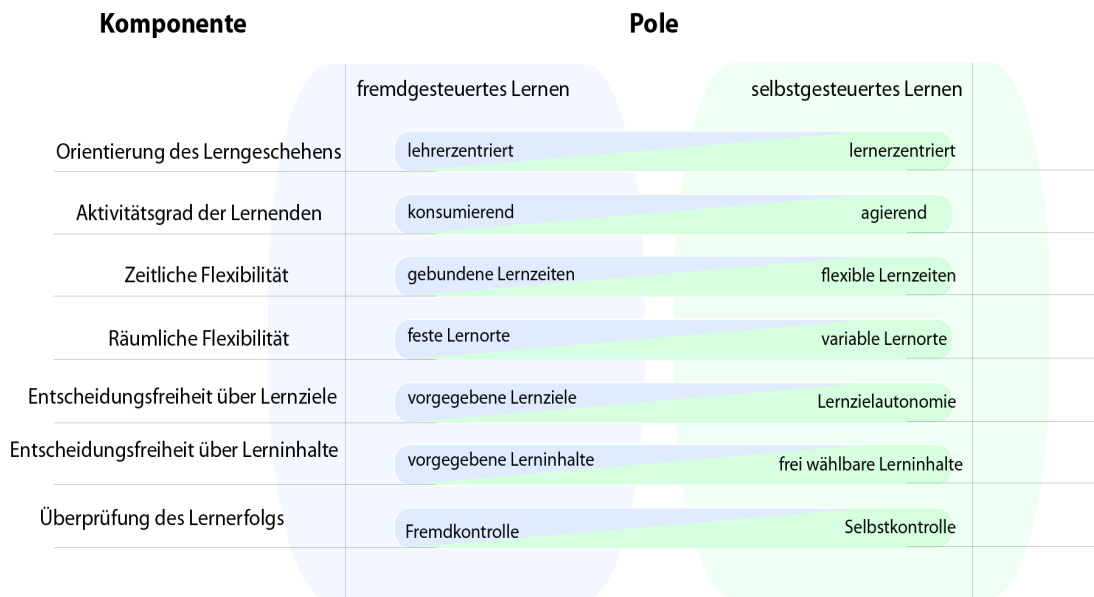 Komponente Pole
fremdgesteuertes Lernen selbstgesteuertes Lernen
Orientierung des Lerngeschehens lehrerzentriert lernerzentriert
Aktivitätsgrad der Lernenden konsumierend agierend
Zeitliche Flexibilität gebundene Lernzeiten flexible Lernzeiten
Räumliche Flexibilität feste Lernorte variable Lernorte
Entscheidungsfreiheit über Lernziele vorgegebene Lernziele Lernzielautonomie
Entscheidungsfreiheit über Lerninhalte vorgegebene Lerninhalte frei wählbare Lerninhalte
Überprüfung des Lernerfolgs Fremdkontrolle Selbstkontrolle